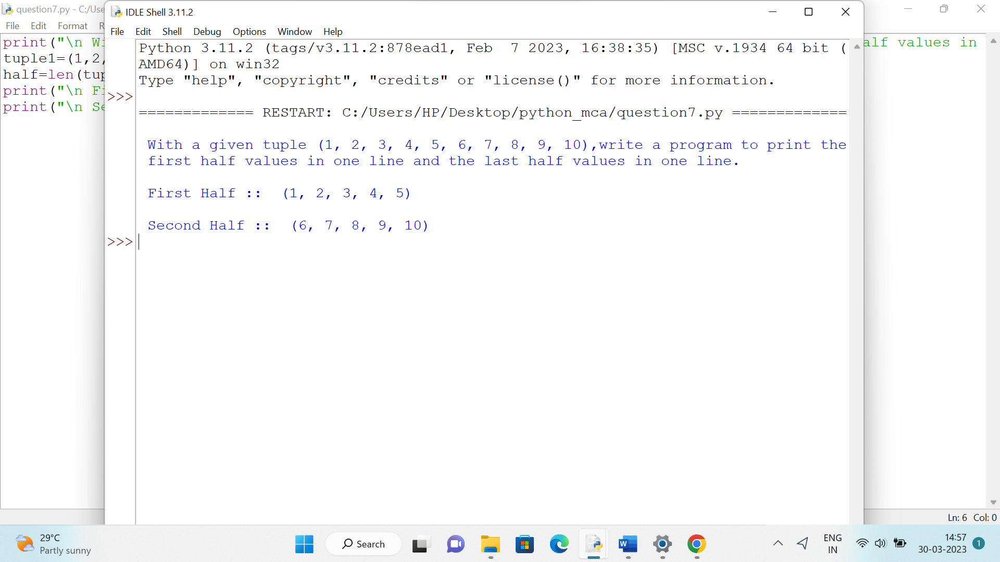 question7.py - C:/Use
File Edit Format R
print("\n Wi
tuple1=(1,2,
half=len(tup
print("\n Fi
print("\n Se
IDLE Shell 3.11.2
File Edit Shell Debug Options Window Help
Python 3.11.2 (tags/v3.11.2:878ead1, Feb  7 2023, 16:38:35) [MSC v.1934 64 bit (
AMD64)] on win32
Type "help", "copyright", "credits" or "license()" for more information.
>>>
============= RESTART: C:/Users/HP/Desktop/python_mca/question7.py =============
With a given tuple (1, 2, 3, 4, 5, 6, 7, 8, 9, 10),write a program to print the
first half values in one line and the last half values in one line.
First Half ::  (1, 2, 3, 4, 5)
Second Half ::  (6, 7, 8, 9, 10)
>>>
alf values in
Ln: 6 Col: 0
29°C
Partly sunny
Search
ENG
IN
14:57
30-03-2023
1